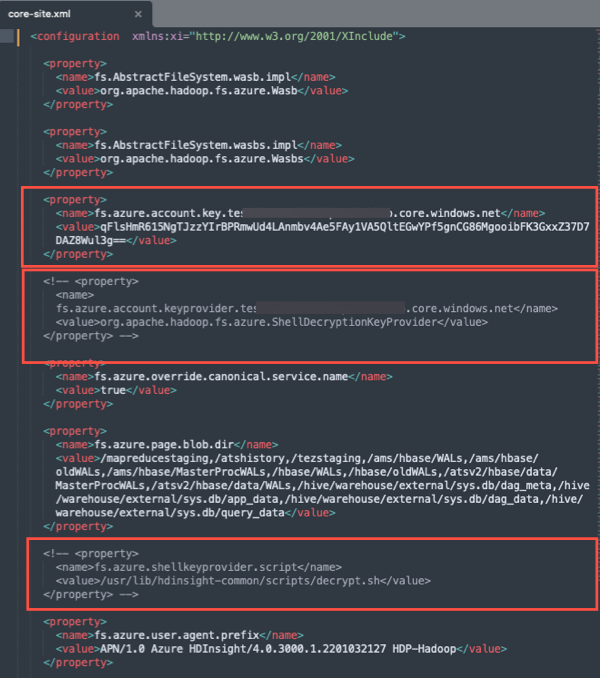 core-site.xml ×
<configuration  xmlns:xi="http://www.w3.org/2001/XInclude">
<property>
<name>fs.AbstractFileSystem.wasb.impl</name>
<value>org.apache.hadoop.fs.azure.Wasb</value>
</property>
<property>
<name>fs.AbstractFileSystem.wasbs.impl</name>
<value>org.apache.hadoop.fs.azure.Wasbs</value>
</property>
<property>
<name>fs.azure.account.key.tes .core.windows.net</name>
<value>qFlsHmR615NgTJzzYIrBPRmwUd4LAnmbv4Ae5FAy1VA5QltEGwYPf5gnCG86MgooibFK3GxxZ37D7
DAZ8Wul3g==</value>
</property>
<!-- <property>
<name>
fs.azure.account.keyprovider.tes .core.windows.net</name>
<value>org.apache.hadoop.fs.azure.ShellDecryptionKeyProvider</value>
</property> -->
<property>
<name>fs.azure.override.canonical.service.name</name>
<value>true</value>
</property>
<property>
<name>fs.azure.page.blob.dir</name>
<value>/mapreducestaging,/atshistory,/tezstaging,/ams/hbase/WALs,/ams/hbase/
oldWALs,/ams/hbase/MasterProcWALs,/hbase/WALs,/hbase/oldWALs,/atsv2/hbase/data/
MasterProcWALs,/atsv2/hbase/data/WALs,/hive/warehouse/external/sys.db/dag_meta,/hive
/warehouse/external/sys.db/app_data,/hive/warehouse/external/sys.db/dag_data,/hive/
warehouse/external/sys.db/query_data</value>
</property>
<!-- <property>
<name>fs.azure.shellkeyprovider.script</name>
<value>/usr/lib/hdinsight-common/scripts/decrypt.sh</value>
</property> -->
<property>
<name>fs.azure.user.agent.prefix</name>
<value>APN/1.0 Azure HDInsight/4.0.3000.1.2201032127 HDP-Hadoop</value>
</property>